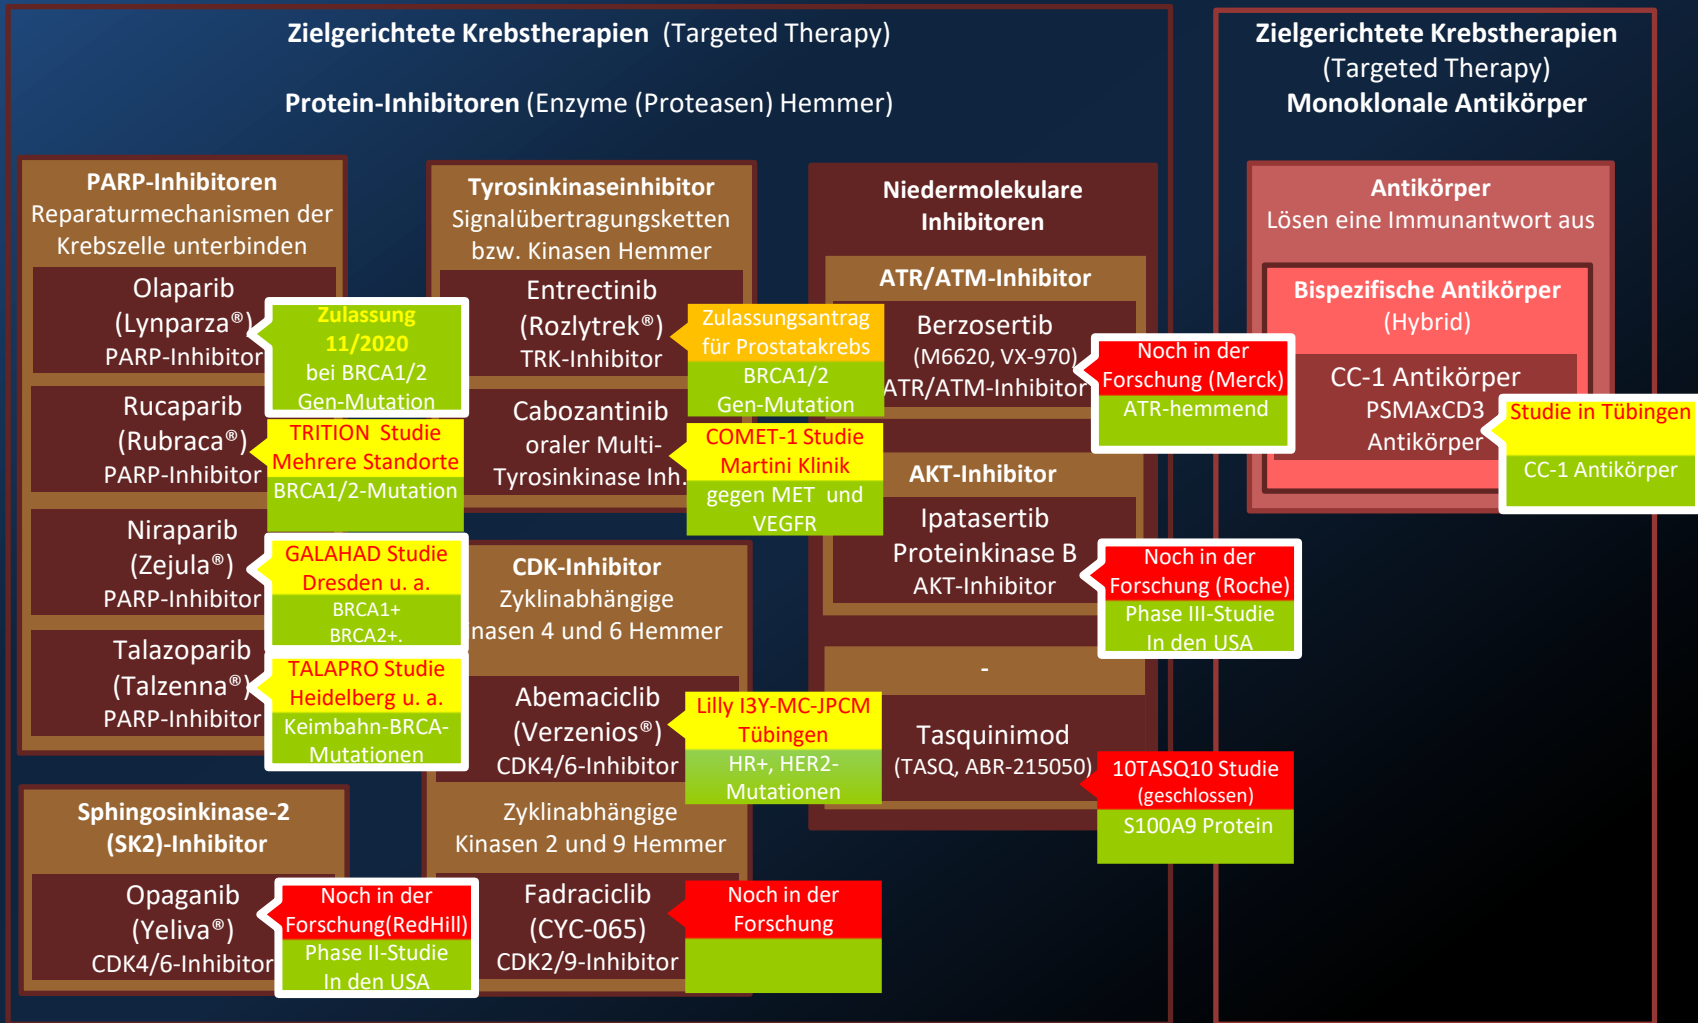 Zielgerichtete Krebstherapien (Targeted Therapy)
Protein-Inhibitoren (Enzyme (Proteasen) Hemmer)
PARP-Inhibitoren
Reparaturmechanismen der
Krebszelle unterbinden
Olaparib
(Lynparza®)
PARP-Inhibitor
Zulassung
11/2020
bei BRCA1/2
Gen-Mutation
Rucaparib
(Rubraca®)
PARP-Inhibitor
TRITION Studie
Mehrere Standorte
BRCA1/2-Mutation
Niraparib
(Zejula®)
PARP-Inhibitor
GALAHAD Studie
Dresden u. a.
BRCA1+
BRCA2+.
Talazoparib
(Talzenna®)
PARP-Inhibitor
TALAPRO Studie
Heidelberg u. a.
Keimbahn-BRCA-
Mutationen
Sphingosinkinase-2
(SK2)-Inhibitor
Opaganib
(Yeliva®)
CDK4/6-Inhibitor
Noch in der
Forschung(RedHill)
Phase II-Studie
In den USA
Tyrosinkinaseinhibitor
Signalübertragungsketten
bzw. Kinasen Hemmer
Entrectinib
(Rozlytrek®)
TRK-Inhibitor
Zulassungsantrag
für Prostatakrebs
BRCA1/2
Gen-Mutation
Cabozantinib
oraler Multi-
Tyrosinkinase Inh.
COMET-1 Studie
Martini Klinik
gegen MET und
VEGFR
CDK-Inhibitor
Zyklinabhängige
inasen 4 und 6 Hemmer
Abemaciclib
(Verzenios®)
CDK4/6-Inhibitor
Lilly I3Y-MC-JPCM
Tübingen
HR+, HER2-
Mutationen
Zyklinabhängige
Kinasen 2 und 9 Hemmer
Fadraciclib
(CYC-065)
CDK2/9-Inhibitor
Noch in der
Forschung
Niedermolekulare
Inhibitoren
ATR/ATM-Inhibitor
Berzosertib
(M6620, VX-970)
ATR/ATM-Inhibitor
Noch in der
Forschung (Merck)
ATR-hemmend
AKT-Inhibitor
Ipatasertib
Proteinkinase B
AKT-Inhibitor
Noch in der
Forschung (Roche)
Phase III-Studie
In den USA
-
Tasquinimod
(TASQ, ABR-215050)
10TASQ10 Studie
(geschlossen)
S100A9 Protein
Zielgerichtete Krebstherapien
(Targeted Therapy)
Monoklonale Antikörper
Antikörper
Lösen eine Immunantwort aus
Bispezifische Antikörper
(Hybrid)
CC-1 Antikörper
PSMAxCD3
Antikörper
Studie in Tübingen
CC-1 Antikörper